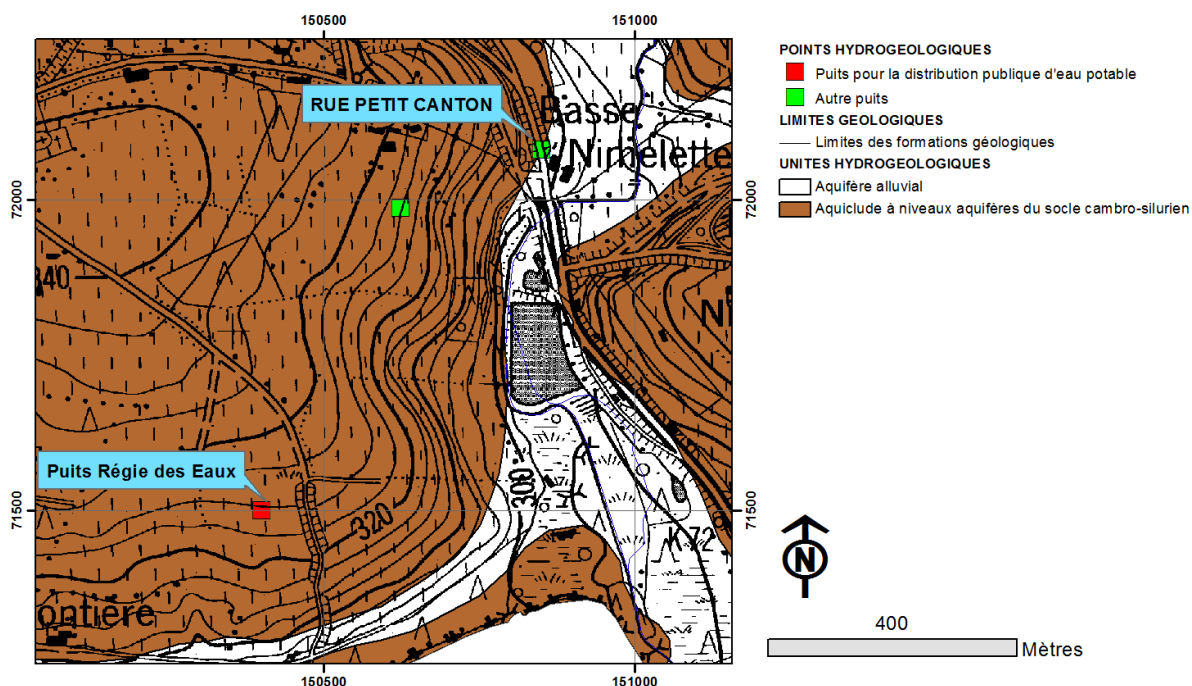 150500
151000
RUE PETIT CANTON
Basse
Nimelette
72000
72000
340
N
Puits Régie des Eaux
71500
71500
320
300
K 72
ontière
150500
151000
POINTS HYDROGEOLOGIQUES
Puits pour la distribution publique d'eau potable
Autre puits
LIMITES GEOLOGIQUES
Limites des formations géologiques
UNITES HYDROGEOLOGIQUES
Aquifère alluvial
Aquiclude à niveaux aquifères du socle cambro-silurien
N
400
Mètres